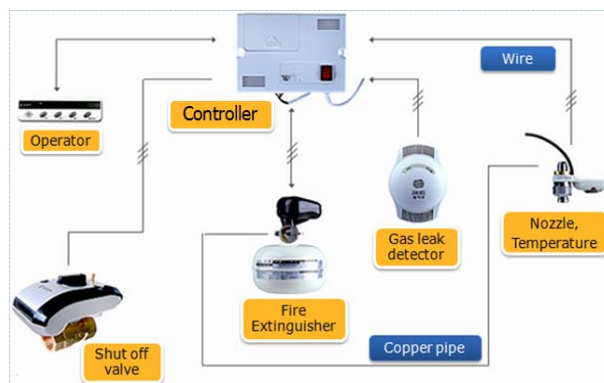 Wire
Controller
Operator
Gas leak
detector
Nozzle,
Temperature
Fire
Extinguisher
Copper pipe
Shut off
valve